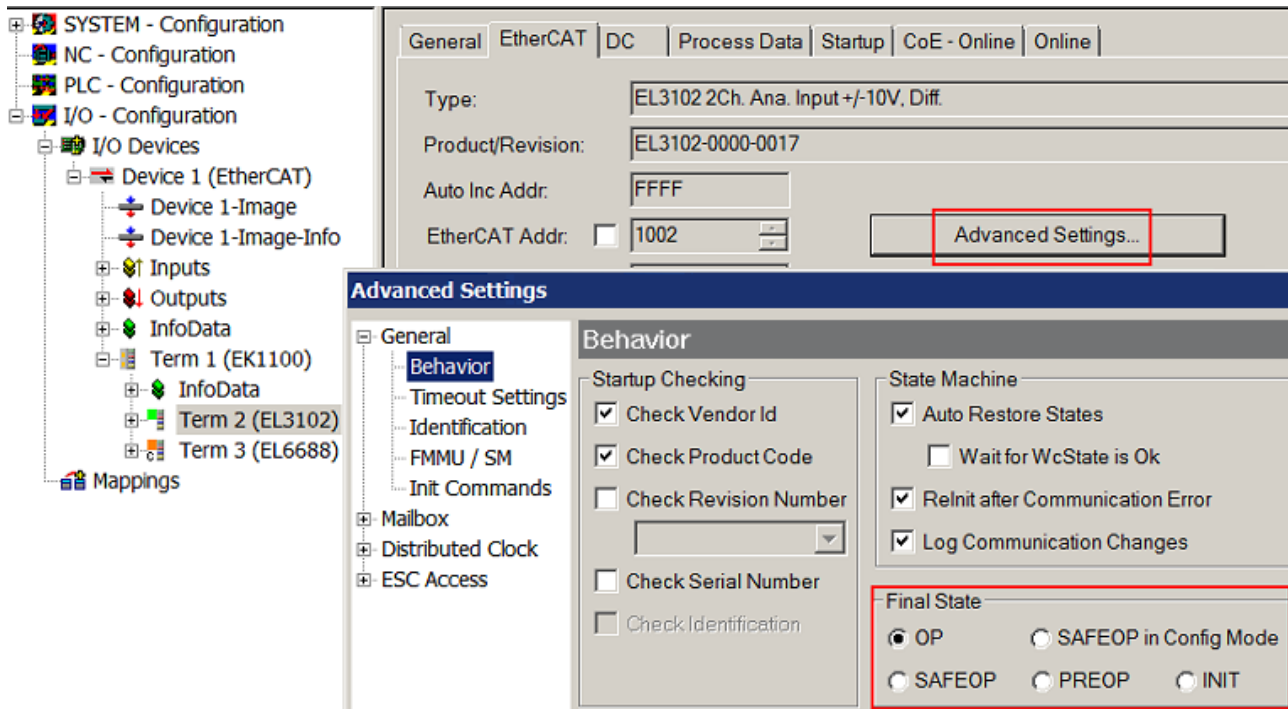 SYSTEM - Configuration
NC - Configuration
PLC - Configuration
I/O - Configuration
I/O Devices
Device 1 (EtherCAT)
Device 1-Image
Device 1-Image-Info
Inputs
Outputs
InfoData
Term 1 (EK1100)
InfoData
Term 2 (EL3102)
Term 3 (EL6688)
Mappings
General EtherCAT DC Process Data Startup CoE - Online Online
Type: EL3102 2Ch. Ana. Input +/-10V, Diff.
Product/Revision: EL3102-0000-0017
Auto Inc Addr: FFFF
EtherCAT Addr: 1002 Advanced Settings...
Advanced Settings
General
Behavior
Timeout Settings
Identification
FMMU / SM
Init Commands
Mailbox
Distributed Clock
ESC Access
Behavior
Startup Checking
Check Vendor Id
Check Product Code
Check Revision Number
Check Serial Number
Check Identification
State Machine
Auto Restore States
Wait for WcState is Ok
ReInit after Communication Error
Log Communication Changes
Final State
OP SAFEOP in Config Mode
SAFEOP PREOP INIT